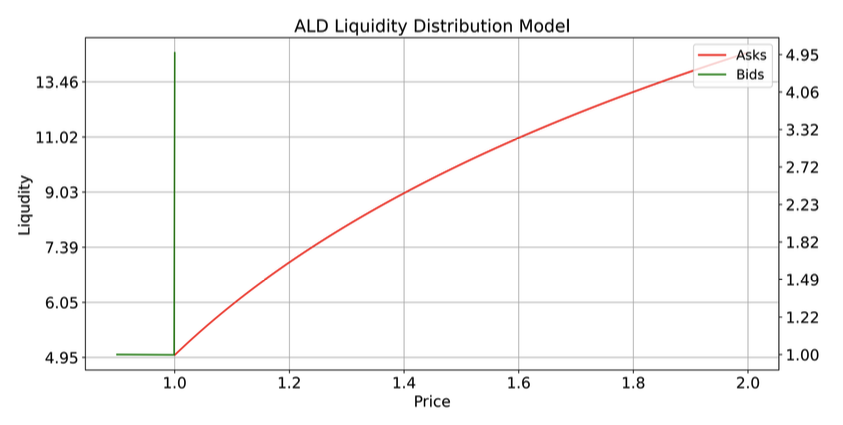 ALD Liquidity Distribution Model
Asks
Bids
Liqudity
13.46
11.02
9.03
7.39
6.05
4.95
4.95
4.06
3.32
2.72
2.23
1.82
1.49
1.22
1.00
1.0 1.2 1.4 1.6 1.8 2.0
Price